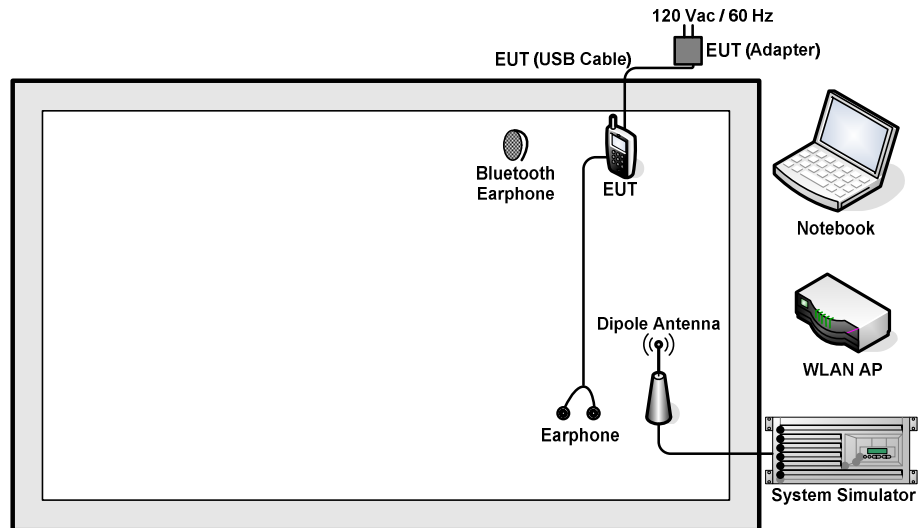 120 Vac / 60 Hz
EUT (USB Cable)
EUT (Adapter)
Bluetooth
Earphone
EUT
Notebook
Dipole Antenna
WLAN AP
Earphone
System Simulator